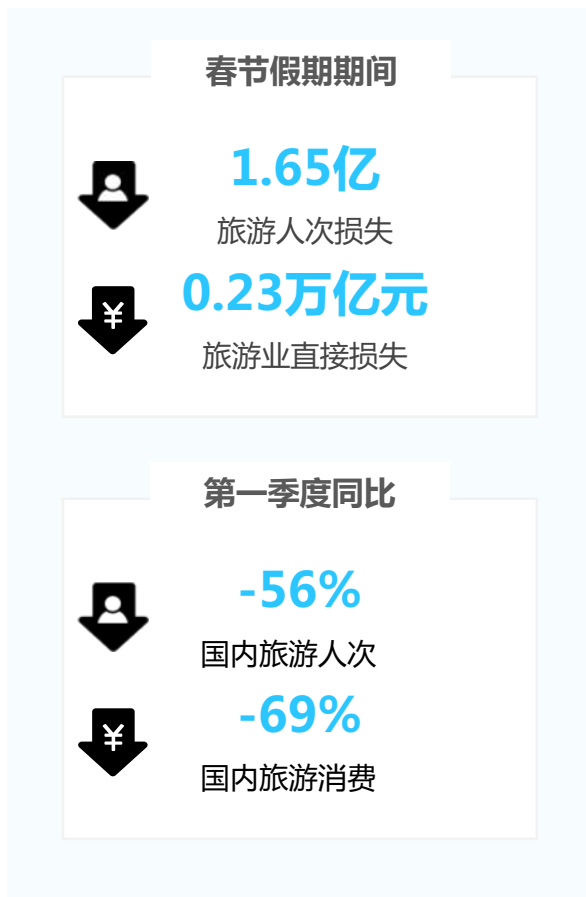 春节假期期间
1.65亿
旅游人次损失
¥
0.23万亿元
旅游业直接损失
第一季度同比
-56%
国内旅游人次
¥
-69%
国内旅游消费